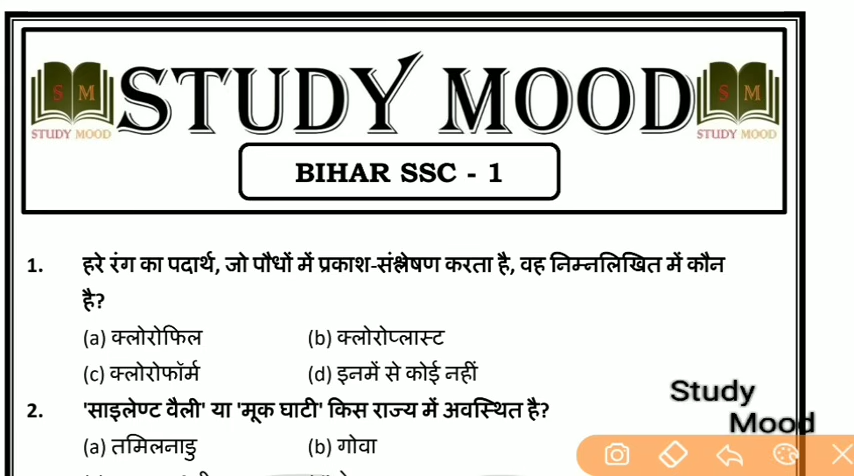 STUDY MOOD
S M
STUDY MOOD
S M
STUDY MOOD
BIHAR SSC - 1
1. हरे रंग का पदार्थ, जो पौधों में प्रकाश-संश्लेषण करता है, वह निम्नलिखित में कौन
है?
(a) क्लोरोफिल (b) क्लोरोप्लास्ट
(c) क्लोरोफॉर्म (d) इनमें से कोई नहीं
2. 'साइलेण्ट वैली' या 'मूक घाटी' किस राज्य में अवस्थित है?
(a) तमिलनाडु (b) गोवा
Study
Mood